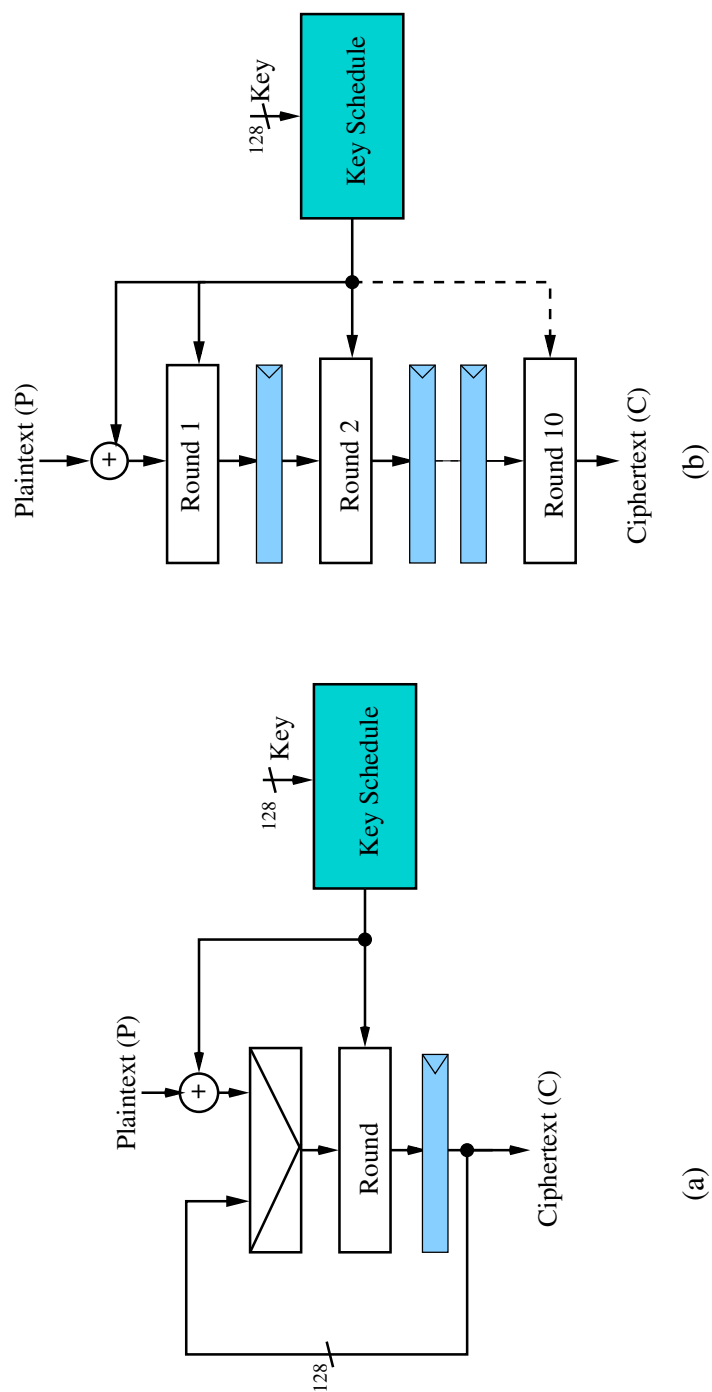 Plaintext (P)
+
128
Key
Key Schedule
Round
128
Ciphertext (C)
(a)
Plaintext (P)
+
128
Key
Key Schedule
Round 1
Round 2
Round 10
Ciphertext (C)
(b)